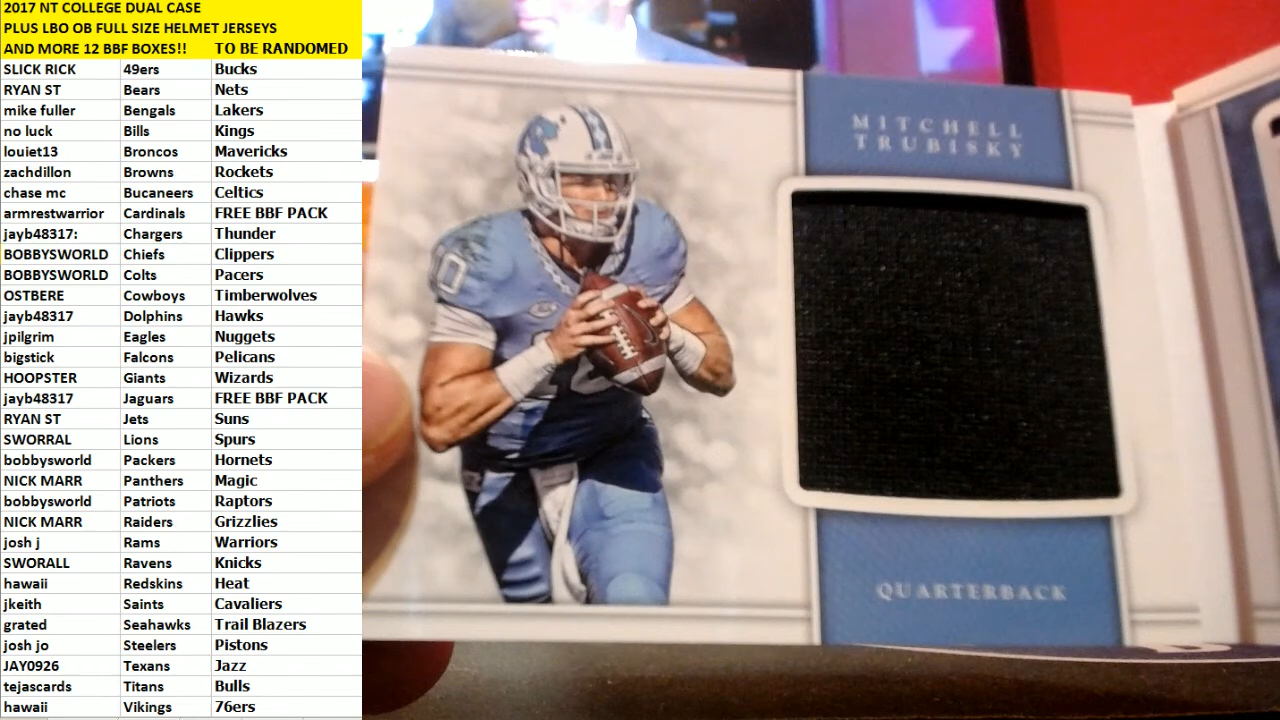 2017 NT COLLEGE DUAL CASE
PLUS LBO OB FULL SIZE HELMET JERSEYS
AND MORE 12 BBF BOXES!! TO BE RANDOMED
SLICK RICK 49ers Bucks
RYAN ST Bears Nets
mike fuller Bengals Lakers
no luck Bills Kings
louiet13 Broncos Mavericks
zachdillon Browns Rockets
chase mc Bucaneers Celtics
armrestwarrior Cardinals FREE BBF PACK
jayb48317: Chargers Thunder
BOBBYSWORLD Chiefs Clippers
BOBBYSWORLD Colts Pacers
OSTBERE Cowboys Timberwolves
jayb48317 Dolphins Hawks
jpilgrim Eagles Nuggets
bigstick Falcons Pelicans
HOOPSTER Giants Wizards
jayb48317 Jaguars FREE BBF PACK
RYAN ST Jets Suns
SWORRAL Lions Spurs
bobbysworld Packers Hornets
NICK MARR Panthers Magic
bobbysworld Patriots Raptors
NICK MARR Raiders Grizzlies
josh j Rams Warriors
SWORALL Ravens Knicks
hawaii Redskins Heat
jkeith Saints Cavaliers
grated Seahawks Trail Blazers
josh jo Steelers Pistons
JAY0926 Texans Jazz
tejascards Titans Bulls
hawaii Vikings 76ers
MITCHELL
TRUBISKY
QUARTERBACK
10